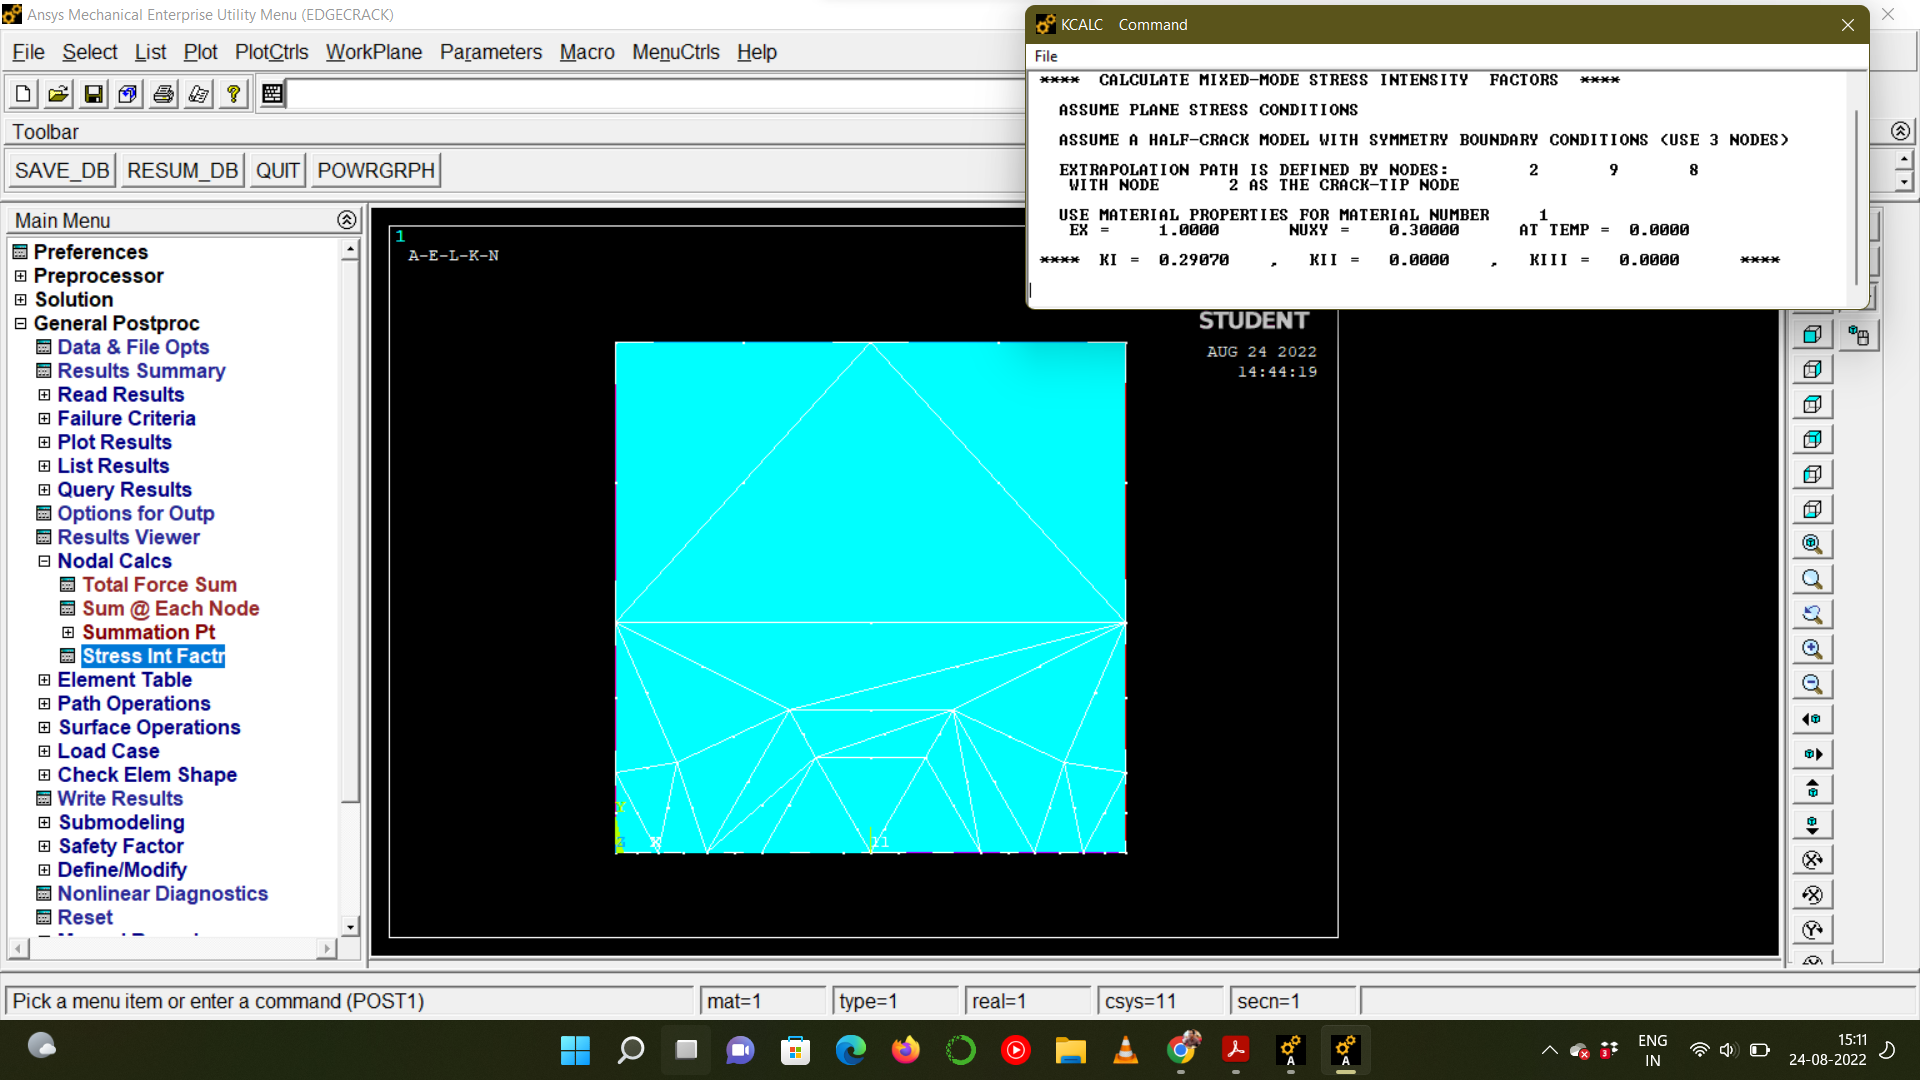 Ansys Mechanical Enterprise Utility Menu (EDGECRACK)
File Select List Plot PlotCtrls WorkPlane Parameters Macro MenuCtrls Help
Toolbar
SAVE_DB RESUM_DB QUIT POWRGRPH
KCALC Command
File
**** CALCULATE MIXED-MODE STRESS INTENSITY FACTORS ****
ASSUME PLANE STRESS CONDITIONS
ASSUME A HALF-CRACK MODEL WITH SYMMETRY BOUNDARY CONDITIONS (USE 3 NODES)
EXTRAPOLATION PATH IS DEFINED BY NODES: 2 9 8
WITH NODE 2 AS THE CRACK-TIP NODE
USE MATERIAL PROPERTIES FOR MATERIAL NUMBER 1
EX = 1.0000 NUXY = 0.30000 AT TEMP = 0.0000
**** KI = 0.29070 , KII = 0.0000 , KIII = 0.0000 ****
Main Menu
Preferences
Preprocessor
Solution
General Postproc
Data & File Opts
Results Summary
Read Results
Failure Criteria
Plot Results
List Results
Query Results
Options for Outp
Results Viewer
Nodal Calcs
Total Force Sum
Sum @ Each Node
Summation Pt
Stress Int Factr
Element Table
Path Operations
Surface Operations
Load Case
Check Elem Shape
Write Results
Submodeling
Safety Factor
Define/Modify
Nonlinear Diagnostics
Reset
1
A-E-L-K-N
STUDENT
AUG 24 2022
14:44:19
Y
Z X
11
Pick a menu item or enter a command (POST1)
mat=1
type=1
real=1
csys=11
secn=1
ENG
IN
15:11
24-08-2022